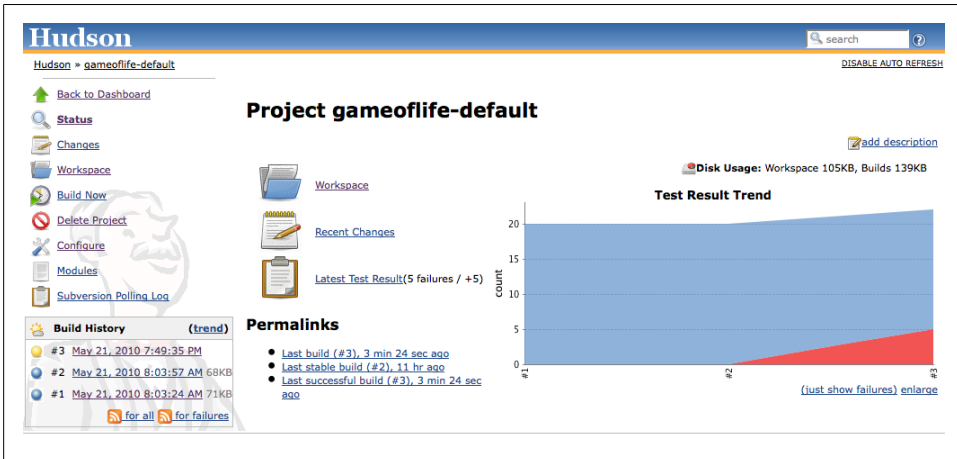 Hudson
search
?
Hudson » gameoflife-default
DISABLE AUTO REFRESH
Back to Dashboard
Status
Changes
Workspace
Build Now
Delete Project
Configure
Modules
Subversion Polling Log
Build History (trend)
#3 May 21, 2010 7:49:35 PM
#2 May 21, 2010 8:03:57 AM 68KB
#1 May 21, 2010 8:03:24 AM 71KB
for all for failures
Project gameoflife-default
add description
Disk Usage: Workspace 105KB, Builds 139KB
Workspace
Recent Changes
Latest Test Result(5 failures / +5)
Permalinks
Last build (#3), 3 min 24 sec ago
Last stable build (#2), 11 hr ago
Last successful build (#3), 3 min 24 sec
ago
Test Result Trend
count
20
15
10
5
0
#1
#2
#3
(just show failures) enlarge